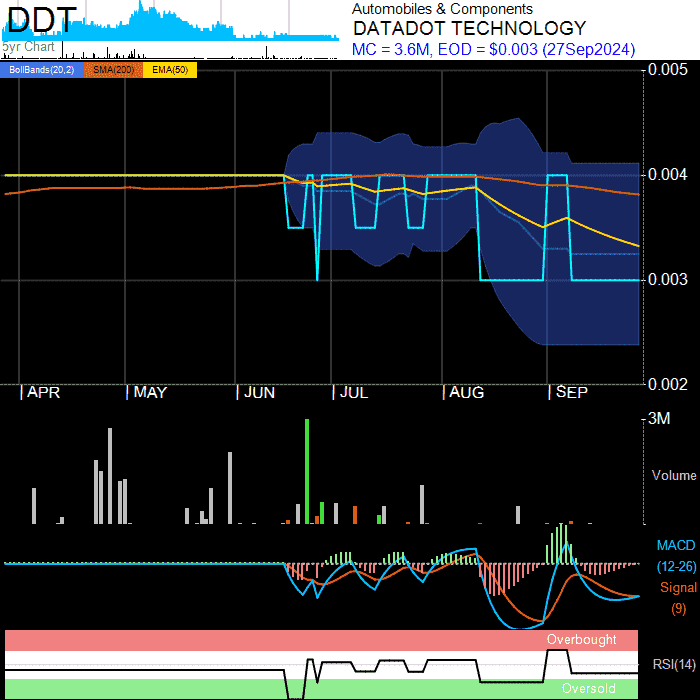 DDT
5yr Chart
Automobiles & Components
DATADOT TECHNOLOGY
MC = 3.6M, EOD = $0.003 (27Sep2024)
BollBands(20,2) SMA(200) EMA(50)
0.005
0.004
0.003
0.002
APR MAY JUN JUL AUG SEP
3M
Volume
MACD
(12-26)
Signal
(9)
Overbought
RSI(14)
Oversold